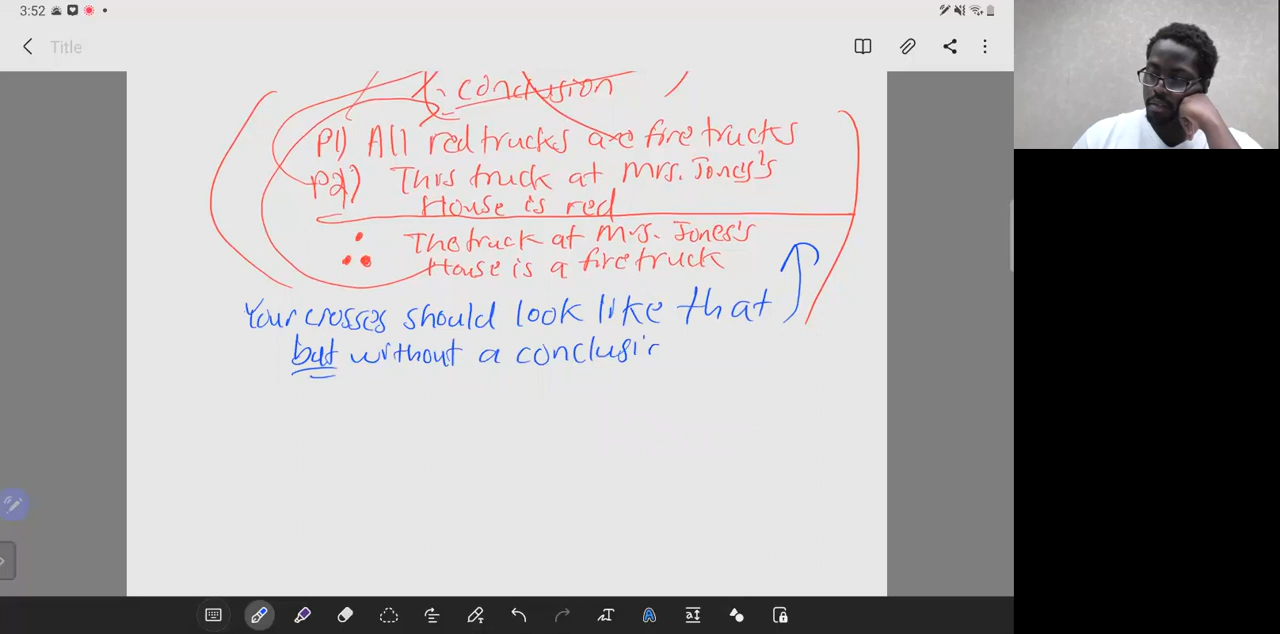 3:52
Title
conclusion
P1) All red trucks are fire trucks
P2) This truck at Mrs. Jones's
House is red
∴ The truck at Mrs. Jones's
House is a fire truck
Your crosses should look like that
but without a conclusi